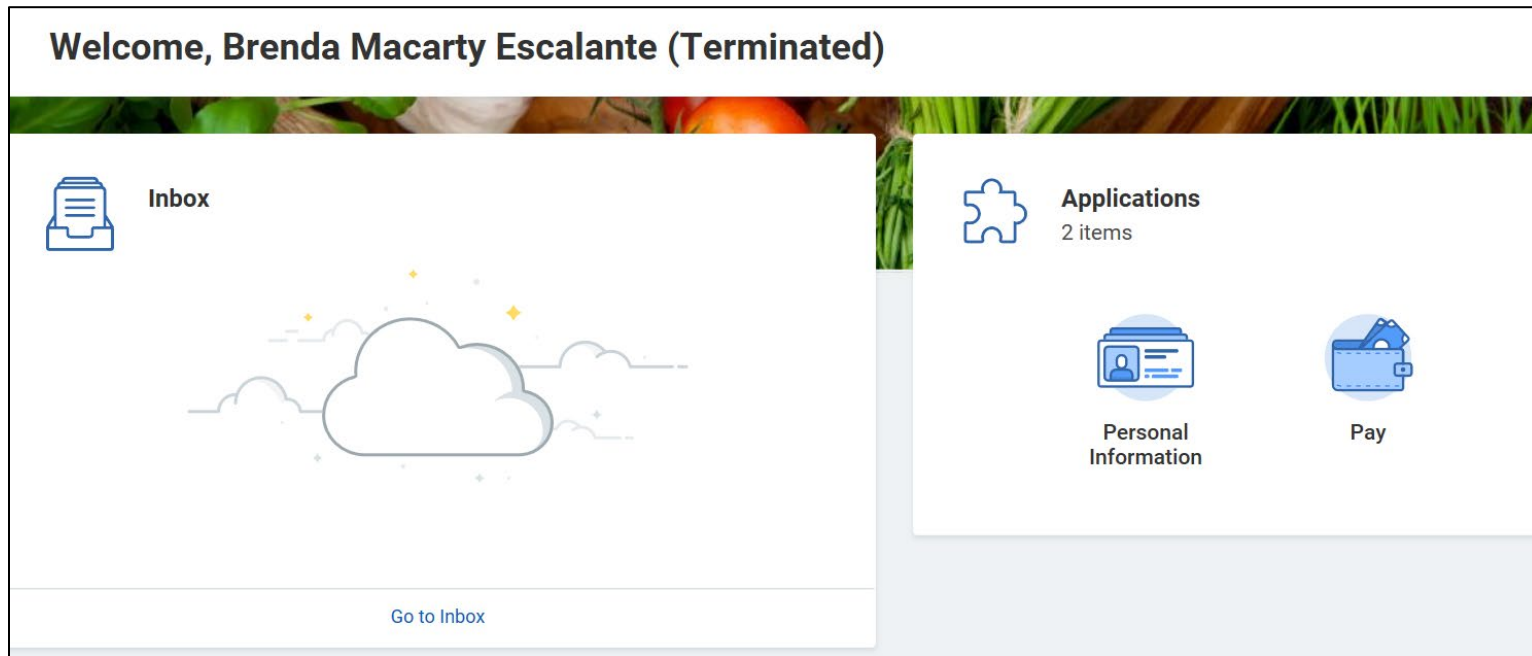 Welcome, Brenda Macarty Escalante (Terminated)
Inbox
Go to Inbox
Applications
2 items
Personal
Information
Pay